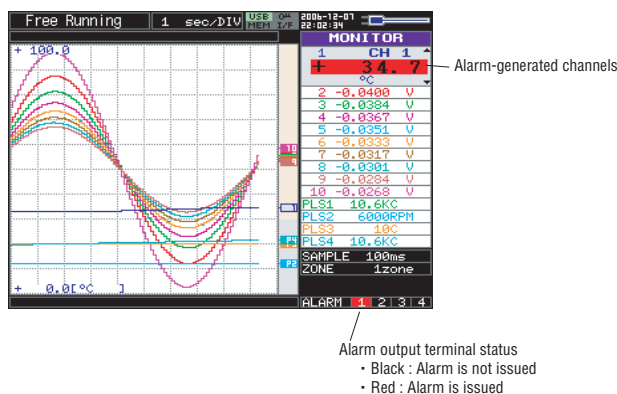 Free Running 1 sec/DIV USB MEM I/F 2006-12-07 22:02:34
MONITOR
1 CH 1
+ 34. 7
°C
2 -0.0400 V
3 -0.0384 V
4 -0.0367 V
5 -0.0351 V
6 -0.0333 V
7 -0.0317 V
8 -0.0301 V
9 -0.0284 V
10 -0.0268 V
PLS1 10.6KC
PLS2 6000RPM
PLS3 10C
PLS4 10.6KC
SAMPLE 100ms
ZONE 1zone
ALARM 1 2 3 4
+ 100.0
10
1
P4
P2
+ 0.0[°C ]
Alarm-generated channels
Alarm output terminal status
・Black : Alarm is not issued
・Red : Alarm is issued